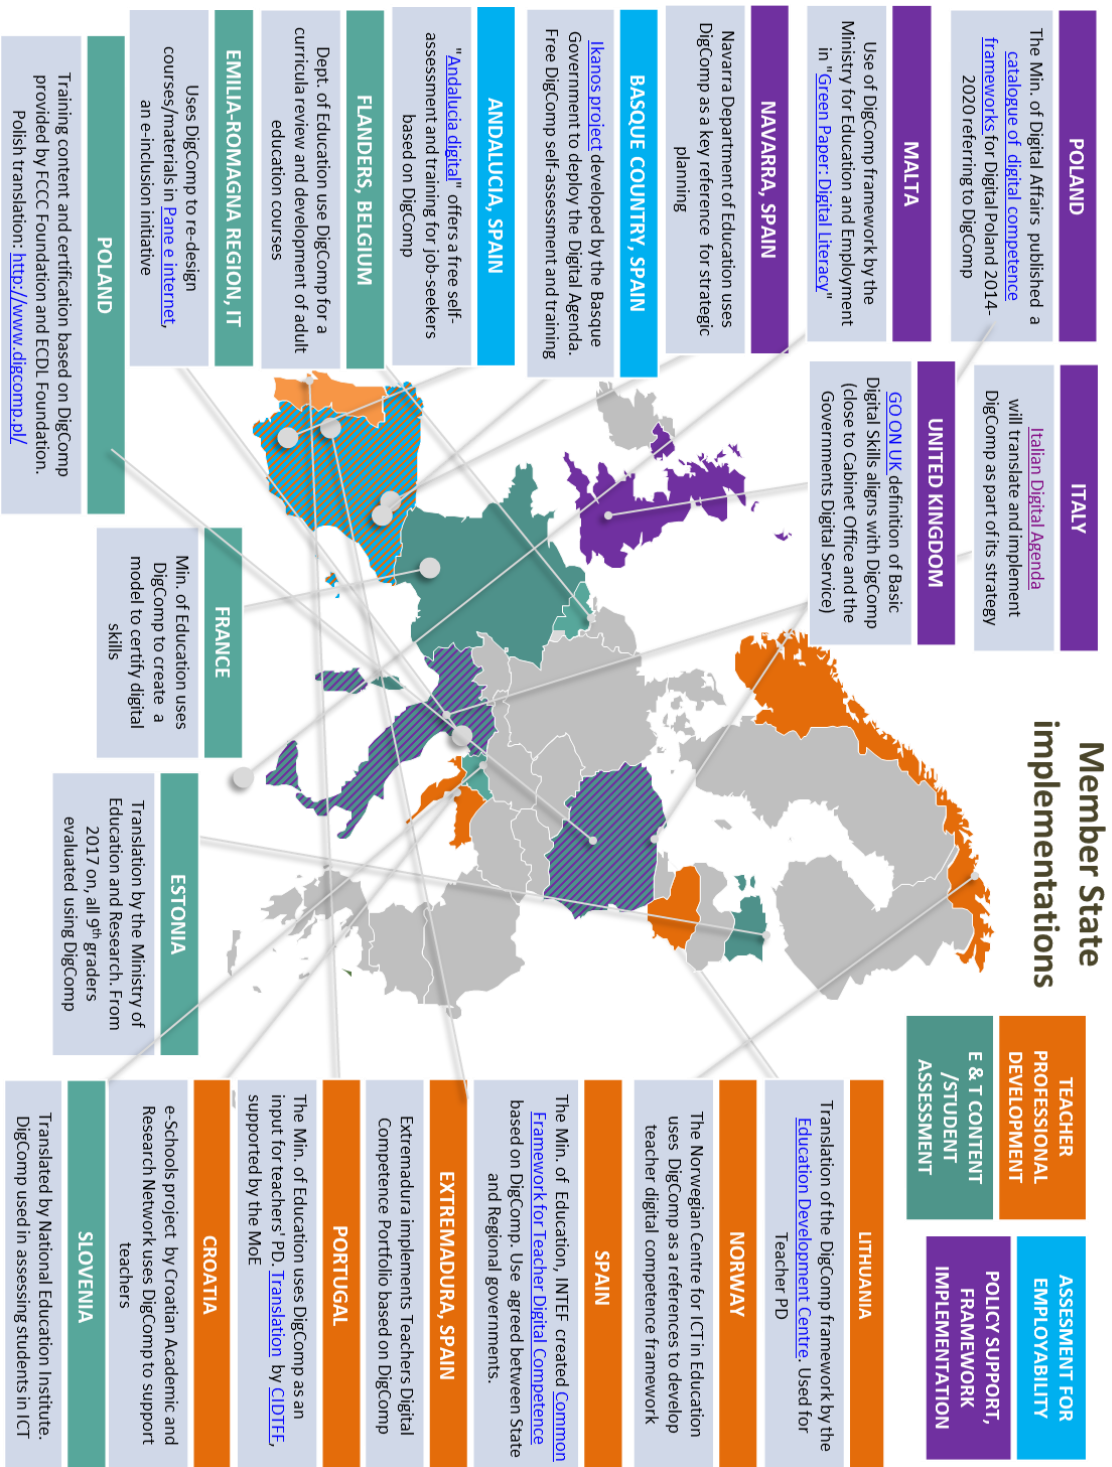 Member State
implementations
TEACHER
PROFESSIONAL
DEVELOPMENT
E & T CONTENT
/STUDENT
ASSESSMENT
ASSESMENT FOR
EMPLOYABILITY
POLICY SUPPORT,
FRAMEWORK
IMPLEMENTATION
POLAND
The Min. of Digital Affairs published a
catalogue of digital competence
frameworks for Digital Poland 2014-
2020 referring to DigComp
ITALY
Italian Digital Agenda
will translate and implement
DigComp as part of its strategy
MALTA
Use of DigComp framework by the
Ministry for Education and Employment
in "Green Paper: Digital Literacy"
UNITED KINGDOM
GO ON UK definition of Basic
Digital Skills aligns with DigComp
(close to Cabinet Office and the
Governments Digital Service)
NAVARRA, SPAIN
Navarra Department of Education uses
DigComp as a key reference for strategic
planning
BASQUE COUNTRY, SPAIN
Ikanos project developed by the Basque
Government to deploy the Digital Agenda.
Free DigComp self-assessment and training
ANDALUCIA, SPAIN
"Andalucia digital" offers a free self-
assessment and training for job-seekers
based on DigComp
FLANDERS, BELGIUM
Dept. of Education use DigComp for a
curricula review and development of adult
education courses
EMILIA-ROMAGNA REGION, IT
Uses DigComp to re-design
courses/materials in Pane e internet,
an e-inclusion initiative
POLAND
Training content and certification based on DigComp
provided by FCCC Foundation and ECDL Foundation.
Polish translation: http://www.digcomp.pl/
FRANCE
Min. of Education uses
DigComp to create a
model to certify digital
skills
ESTONIA
Translation by the Ministry of
Education and Research. From
2017 on, all 9th graders
evaluated using DigComp
LITHUANIA
Translation of the DigComp framework by the
Education Development Centre. Used for
Teacher PD
NORWAY
The Norwegian Centre for ICT in Education
uses DigComp as a references to develop
teacher digital competence framework
SPAIN
The Min. of Education, INTEF created Common
Framework for Teacher Digital Competence
based on DigComp. Use agreed between State
and Regional governments.
EXTREMADURA, SPAIN
Extremadura implements Teachers Digital
Competence Portfolio based on DigComp
PORTUGAL
The Min. of Education uses DigComp as an
input for teachers' PD. Translation by CIDTFF,
supported by the MoE
CROATIA
e-Schools project by Croatian Academic and
Research Network uses DigComp to support
teachers
SLOVENIA
Translated by National Education Institute.
DigComp used in assessing students in ICT